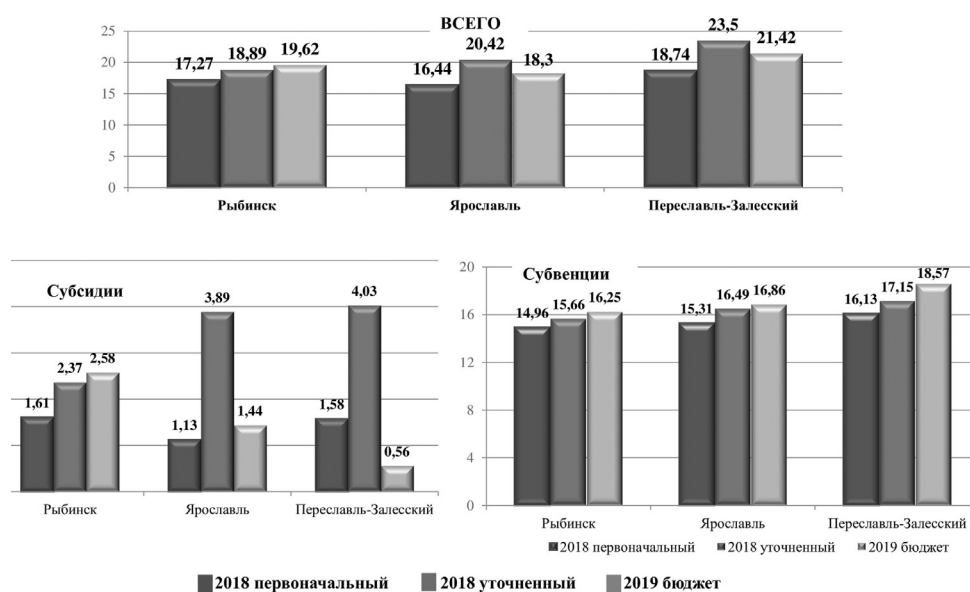 ВСЕГО
25
20
15
10
5
0
17,27 18,89 19,62
16,44 20,42 18,3
18,74 23,5 21,42
Рыбинск Ярославль Переславль-Залесский
Субсидии
1,61 2,37 2,58
1,13 3,89 1,44
1,58 4,03 0,56
Рыбинск Ярославль Переславль-Залесский
Субвенции
20
16
12
8
4
0
14,96 15,66 16,25
15,31 16,49 16,86
16,13 17,15 18,57
Рыбинск Ярославль Переславль-Залесский
2018 первоначальный 2018 уточненный 2019 бюджет
2018 первоначальный 2018 уточненный 2019 бюджет